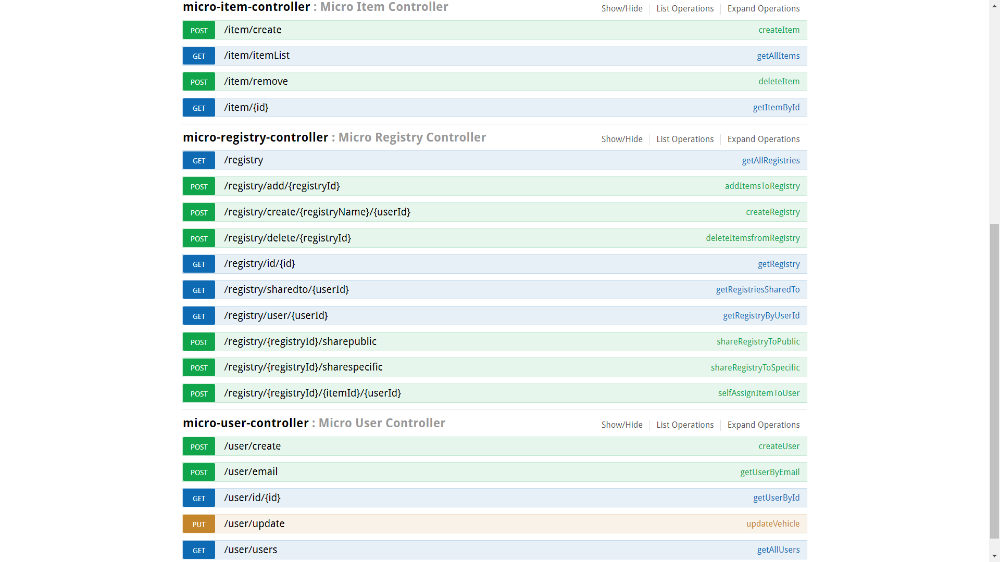 micro-item-controller : Micro Item Controller Show/Hide List Operations Expand Operations
POST /item/create createItem
GET /item/itemList getAllItems
POST /item/remove deleteItem
GET /item/{id} getItemById
micro-registry-controller : Micro Registry Controller Show/Hide List Operations Expand Operations
GET /registry getAllRegistries
POST /registry/add/{registryId} addItemsToRegistry
POST /registry/create/{registryName}/{userId} createRegistry
POST /registry/delete/{registryId} deleteItemsfromRegistry
GET /registry/id/{id} getRegistry
GET /registry/sharedto/{userId} getRegistriesSharedTo
GET /registry/user/{userId} getRegistryByUserId
POST /registry/{registryId}/sharepublic shareRegistryToPublic
POST /registry/{registryId}/sharespecific shareRegistryToSpecific
POST /registry/{registryId}/{itemId}/{userId} selfAssignItemToUser
micro-user-controller : Micro User Controller Show/Hide List Operations Expand Operations
POST /user/create createUser
POST /user/email getUserByEmail
GET /user/id/{id} getUserById
PUT /user/update updateVehicle
GET /user/users getAllUsers